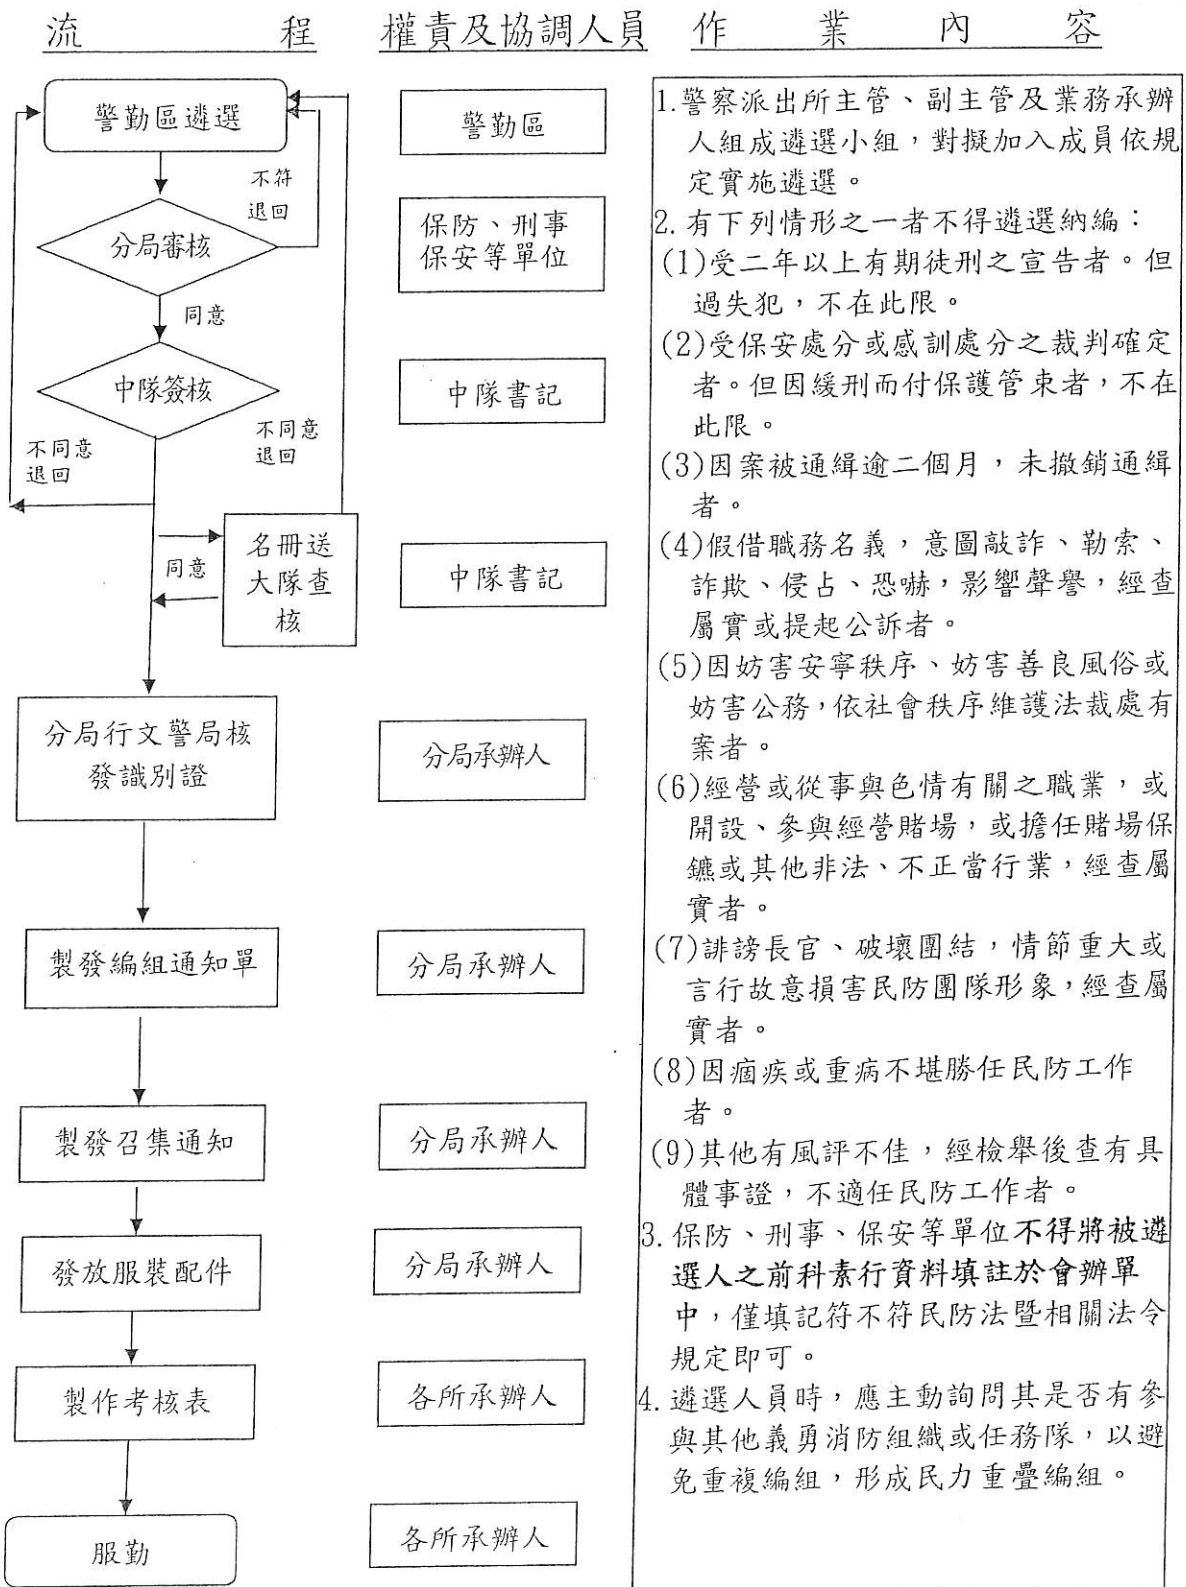 流程 權責及協調人員 作業內容
警勤區遴選
不符
退回
分局審核
同意
中隊簽核
不同意
退回
不同意
退回
同意
名冊送
大隊查
核
分局行文警局核
發識別證
製發編組通知單
製發召集通知
發放服裝配件
製作考核表
服勤
警勤區
保防、刑事
保安等單位
中隊書記
中隊書記
分局承辦人
分局承辦人
分局承辦人
分局承辦人
各所承辦人
各所承辦人
1.警察派出所主管、副主管及業務承辦
人組成遴選小組,對擬加入成員依規
定實施遴選。
2.有下列情形之一者不得遴選納編:
(1)受二年以上有期徒刑之宣告者。但
過失犯,不在此限。
(2)受保安處分或感訓處分之裁判確定
者。但因緩刑而付保護管束者,不在
此限。
(3)因案被通緝逾二個月,未撤銷通緝
者。
(4)假借職務名義,意圖敲詐、勒索、
詐欺、侵占、恐嚇,影響聲譽,經查
屬實或提起公訴者。
(5)因妨害安寧秩序、妨害善良風俗或
妨害公務,依社會秩序維護法裁處有
案者。
(6)經營或從事與色情有關之職業,或
開設、參與經營賭場,或擔任賭場保
鑣或其他非法、不正當行業,經查屬
實者。
(7)誹謗長官、破壞團結,情節重大或
言行故意損害民防團隊形象,經查屬
實者。
(8)因痼疾或重病不堪勝任民防工作
者。
(9)其他有風評不佳,經檢舉後查有具
體事證,不適任民防工作者。
3.保防、刑事、保安等單位不得將被遴
選人之前科素行資料填註於會辦單
中,僅填記符不符民防法暨相關法令
規定即可。
4.遴選人員時,應主動詢問其是否有參
與其他義勇消防組織或任務隊,以避
免重複編組,形成民力重疊編組。